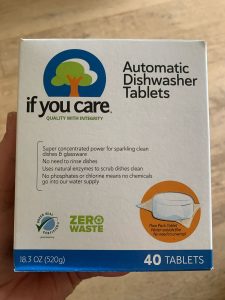 Automatic
Dishwasher
Tablets
if you care
QUALITY WITH INTEGRITY
Super concentrated power for sparkling clean
dishes & glassware
No need to rinse dishes
Uses natural enzymes to scrub dishes clean
No phosphates or chlorine means no chemicals
go into our water supply
ZERO
WASTE
18.3 OZ (520g)
40 TABLETS